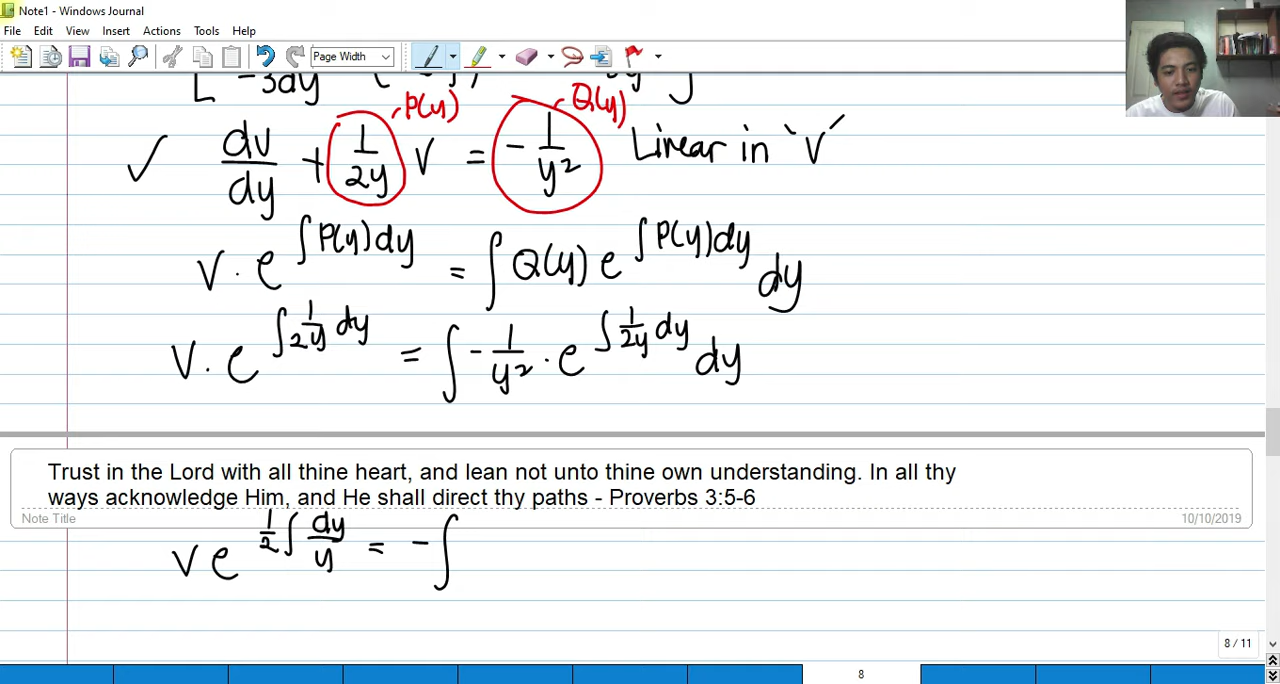 Note1 - Windows Journal
File Edit View Insert Actions Tools Help
Page Width
-3dy
dv/dy + 1/2y V = - 1/y² Linear in 'V'
P(y) Q(y)
V · e^∫P(y)dy = ∫ Q(y) e^∫P(y)dy dy
V · e^∫1/2y dy = ∫ - 1/y² · e^∫1/2y dy dy
Trust in the Lord with all thine heart, and lean not unto thine own understanding. In all thy
ways acknowledge Him, and He shall direct thy paths - Proverbs 3:5-6
Note Title 10/10/2019
V e^1/2 ∫ dy/y = - ∫
8 / 11
8